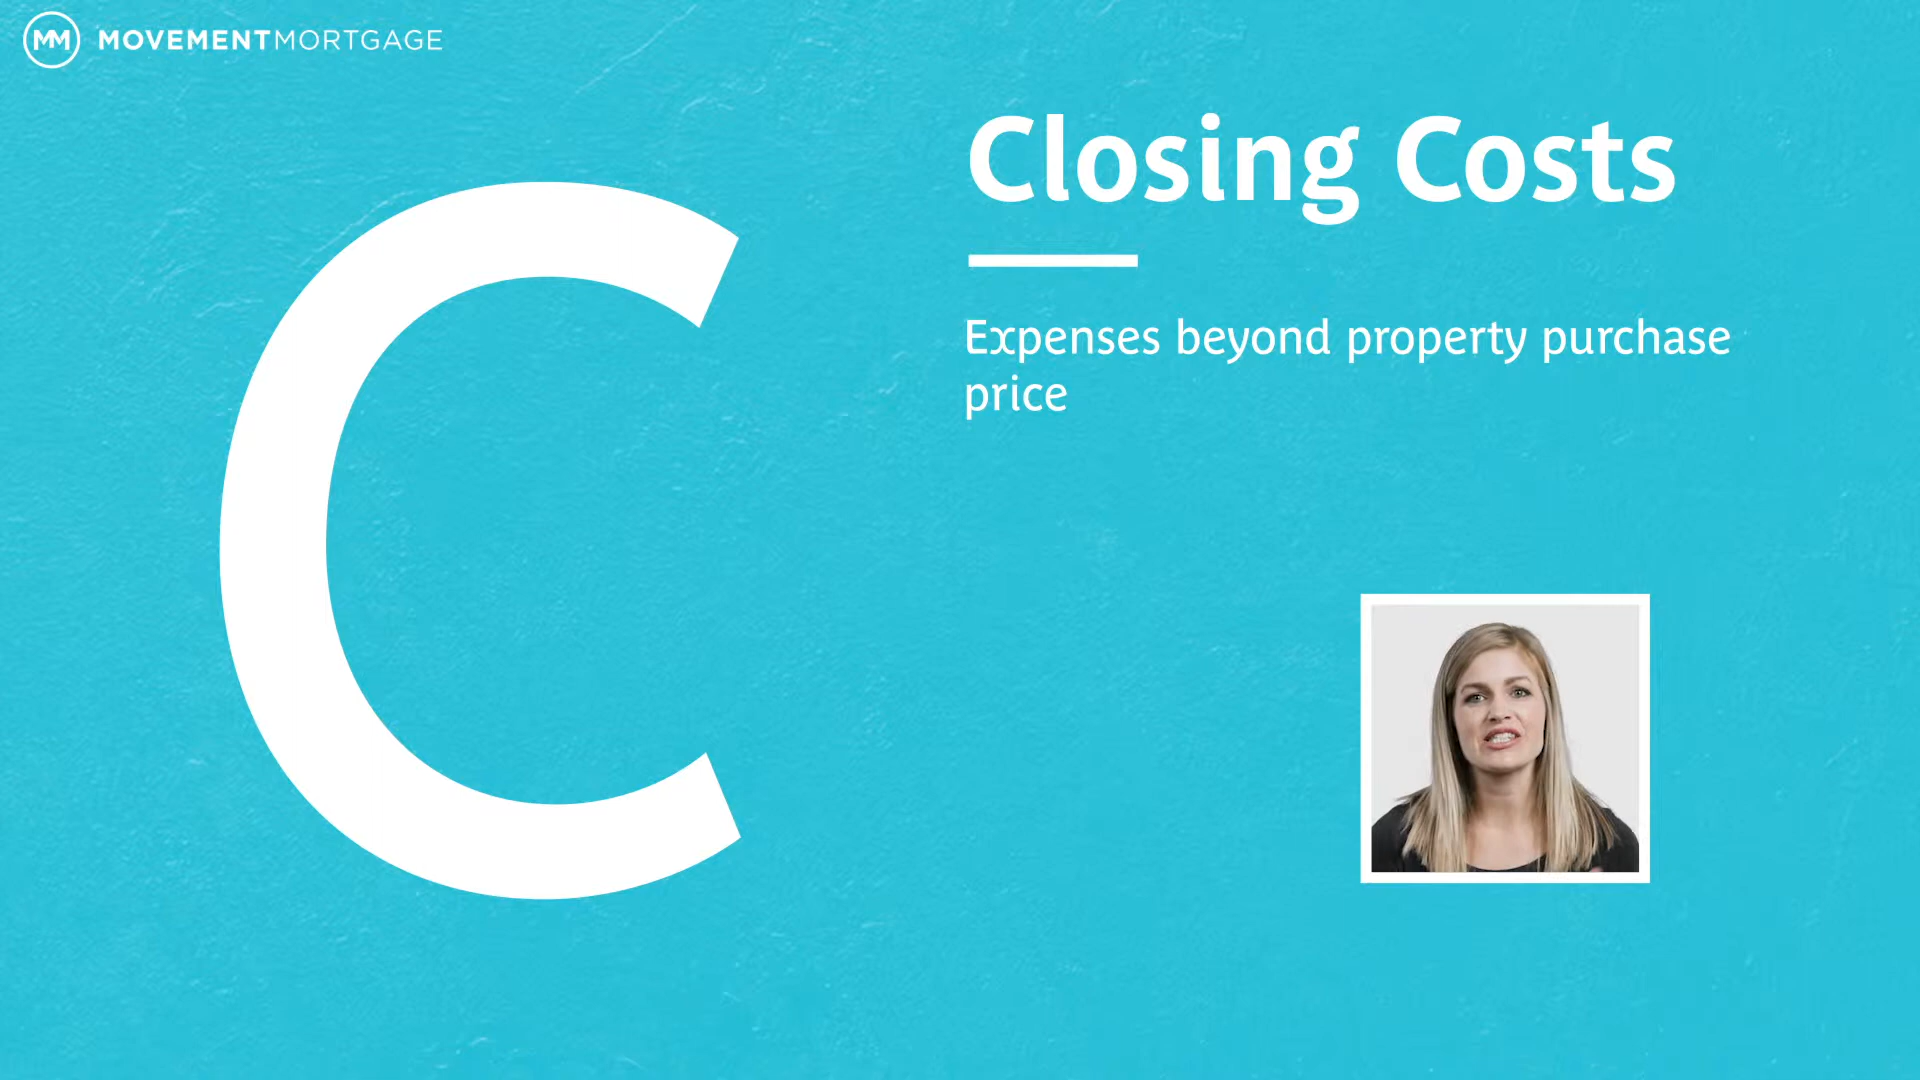 MM MOVEMENTMORTGAGE
C
Closing Costs
Expenses beyond property purchase
price